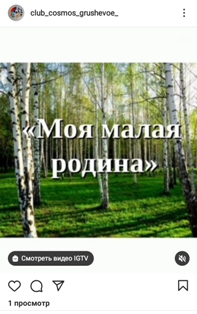 club_cosmos_grushevoe_
«Моя малая
родина»
Смотреть видео IGTV
1 просмотр